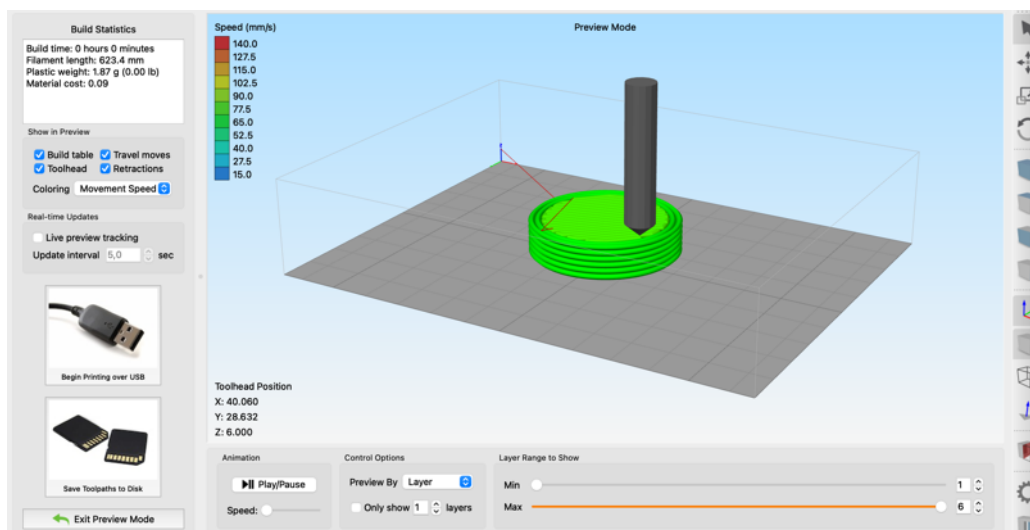 Build Statistics
Build time: 0 hours 0 minutes
Filament length: 623.4 mm
Plastic weight: 1.87 g (0.00 lb)
Material cost: 0.09
Show in Preview
Build table
Travel moves
Toolhead
Retractions
Coloring
Movement Speed
Real-time Updates
Live preview tracking
Update interval 5,0 sec
Begin Printing over USB
Save Toolpaths to Disk
Exit Preview Mode
Speed (mm/s)
140.0
127.5
115.0
102.5
90.0
77.5
65.0
52.5
40.0
27.5
15.0
Preview Mode
Toolhead Position
X: 40.060
Y: 28.632
Z: 6.000
Animation
Play/Pause
Speed:
Control Options
Preview By Layer
Only show 1 layers
Layer Range to Show
Min 1
Max 6